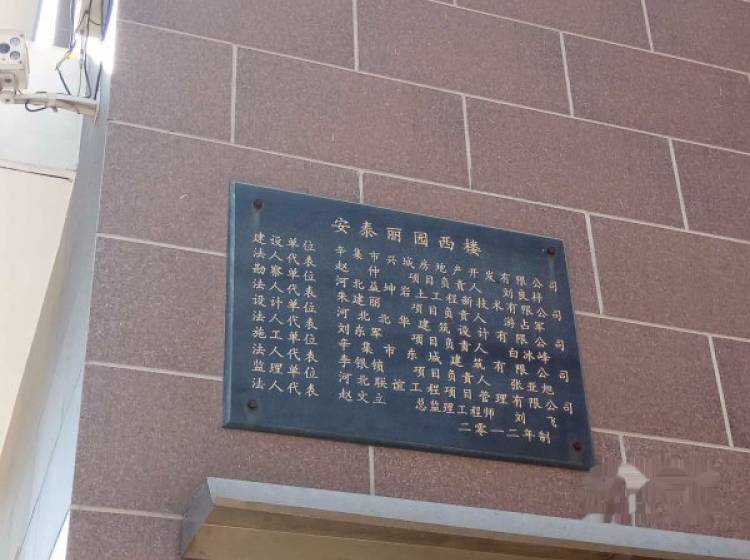 安泰丽园西楼
建设单位 辛集市兴城房地产开发有限公司
法人代表 赵 仲 项目负责人 刘良梓
勘察单位 河北益坤岩土工程新技术有限公司
法人代表 朱建丽 项目负责人 游占军
设计单位 河北北华建筑设计有限公司
法人代表 刘东军 项目负责人 白冰峰
施工单位 辛集市东城建筑有限公司
法人代表 李银锁 项目负责人 张亚旭
监理单位 河北联谊工程项目管理有限公司
法人代表 赵文立 总监理工程师 刘 飞
二零一二年制